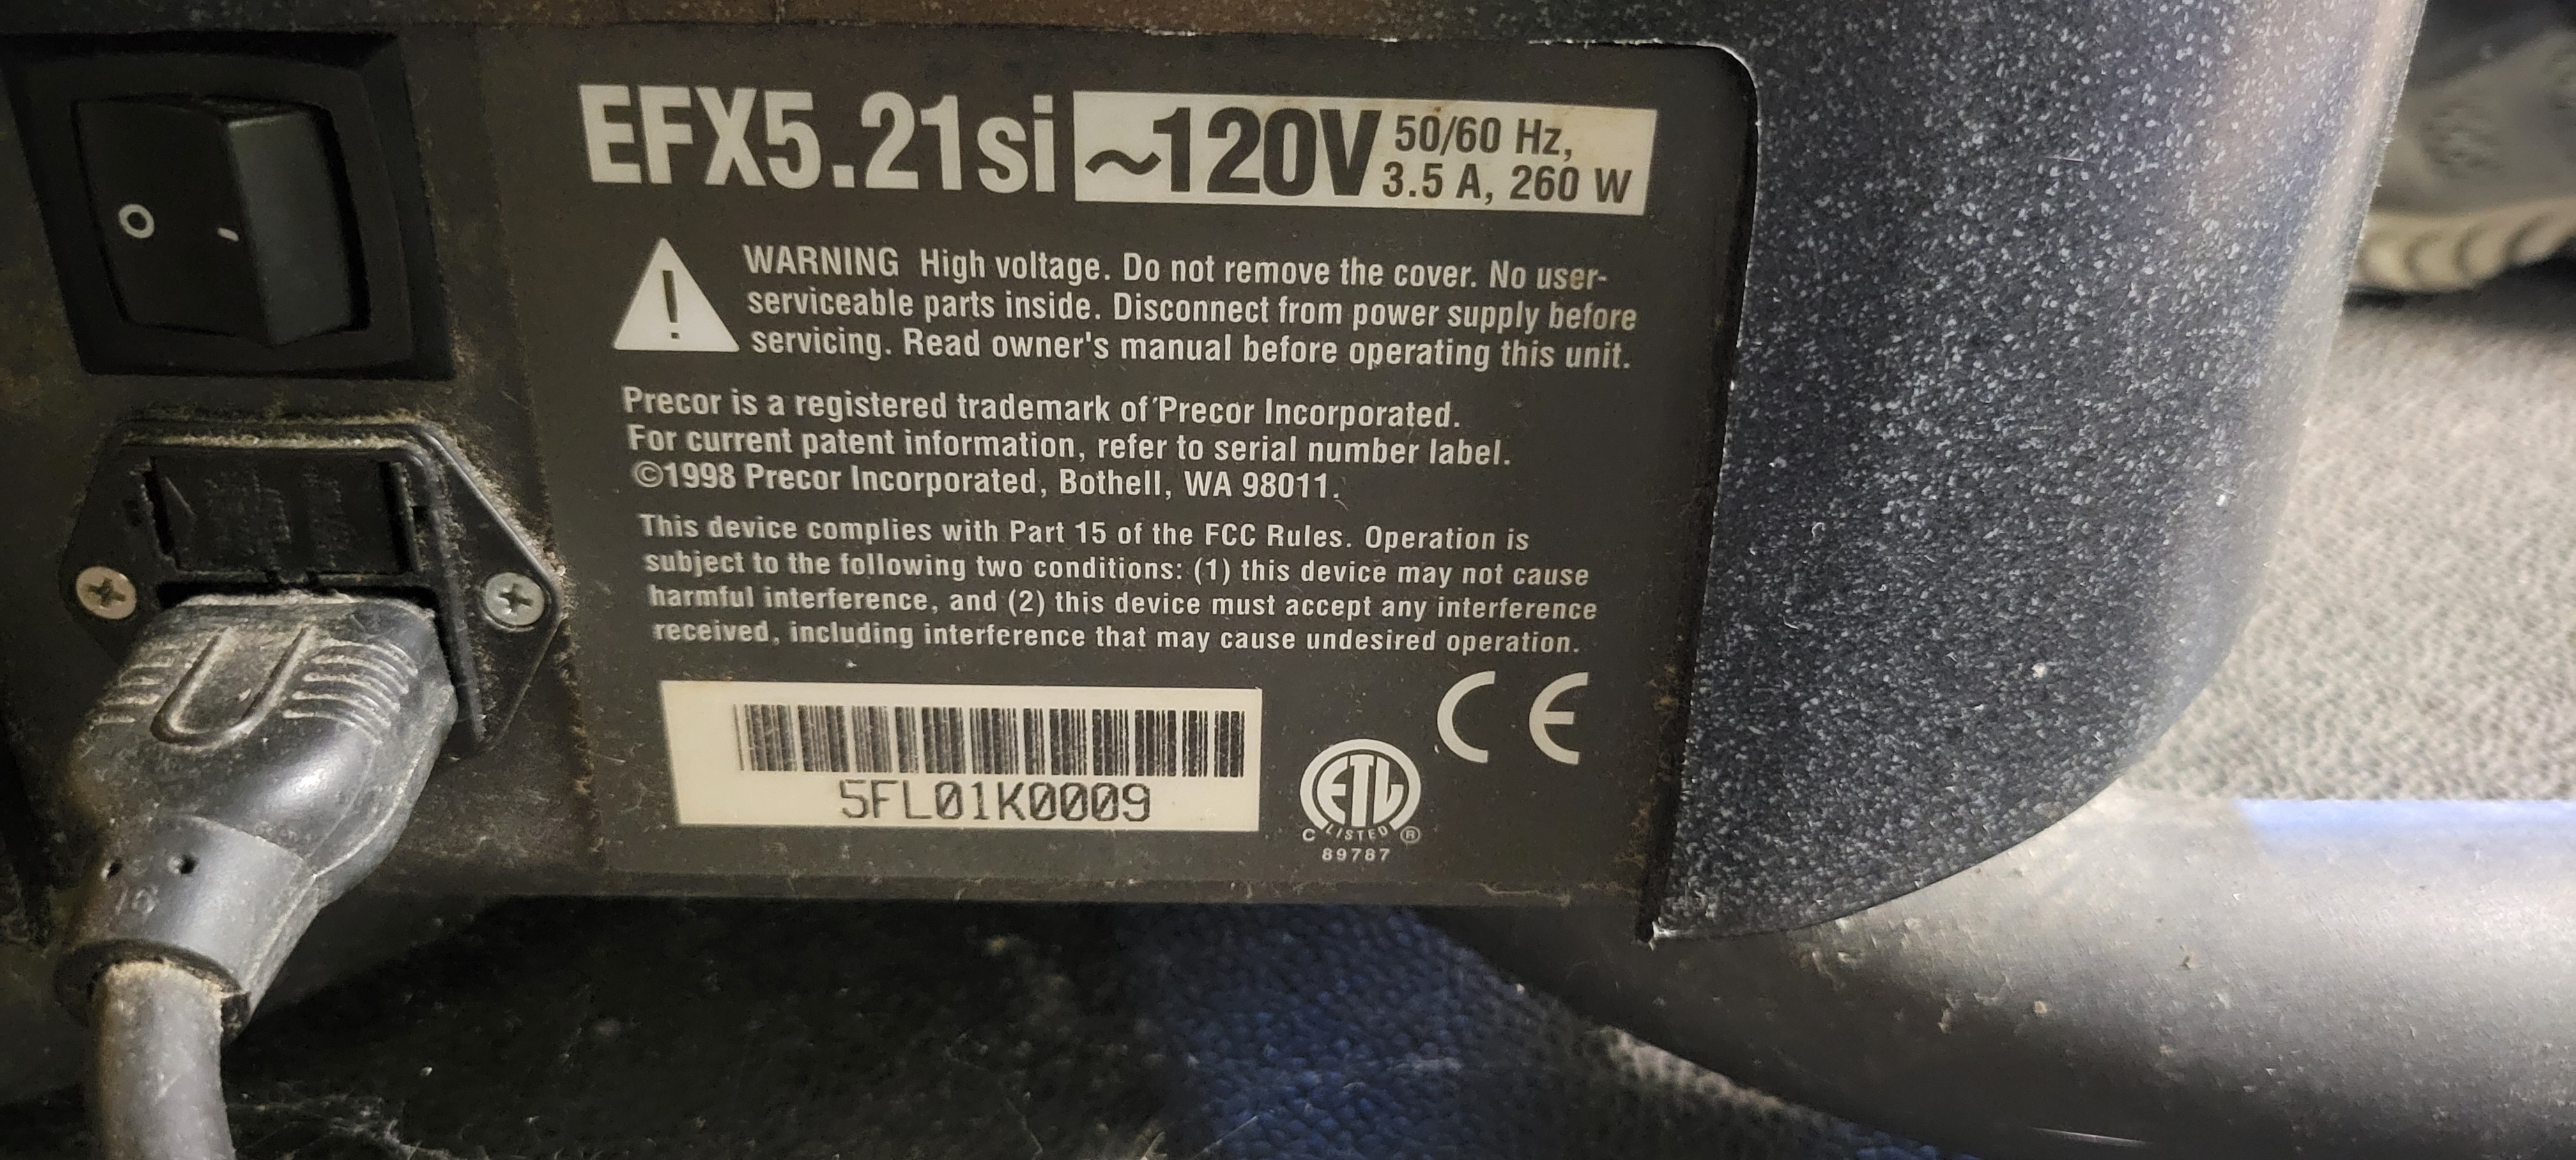 EFX5.21si ~120V 50/60 Hz,
3.5 A, 260 W
O
! WARNING High voltage. Do not remove the cover. No user-
serviceable parts inside. Disconnect from power supply before
servicing. Read owner's manual before operating this unit.
Precor is a registered trademark of Precor Incorporated.
For current patent information, refer to serial number label.
©1998 Precor Incorporated, Bothell, WA 98011.
This device complies with Part 15 of the FCC Rules. Operation is
subject to the following two conditions: (1) this device may not cause
harmful interference, and (2) this device must accept any interference
received, including interference that may cause undesired operation.
CE
5FL01K0009
ETL
C LISTED ®
89787